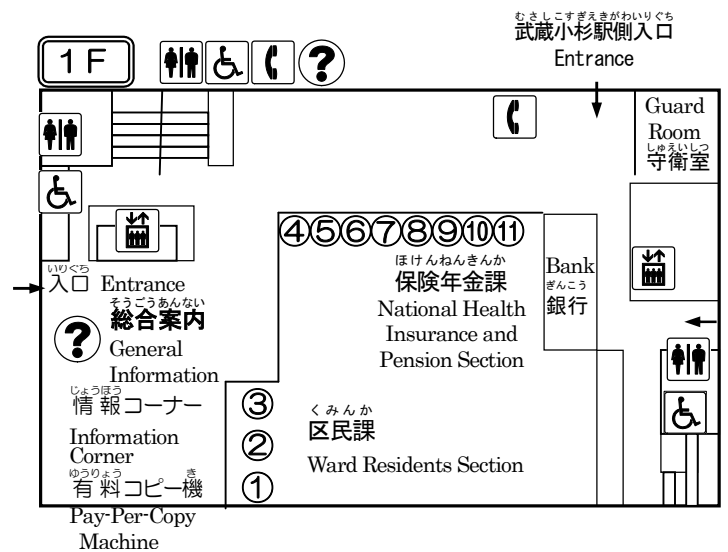 1F
むさしこすぎえきがわいりぐち
武蔵小杉駅側入口
Entrance
Guard
Room
しゅえいしつ
守衛室
④⑤⑥⑦⑧⑨⑩⑪
ほけんねんきんか
保険年金課
National Health
Insurance and
Pension Section
Bank
ぎんこう
銀行
いりぐち
入口 Entrance
そうごうあんない
総合案内
?
General
Information
じょうほう
情報コーナー
Information
Corner
ゆうりょう き
有料コピー機
Pay-Per-Copy
Machine
③
②
①
くみんか
区民課
Ward Residents Section